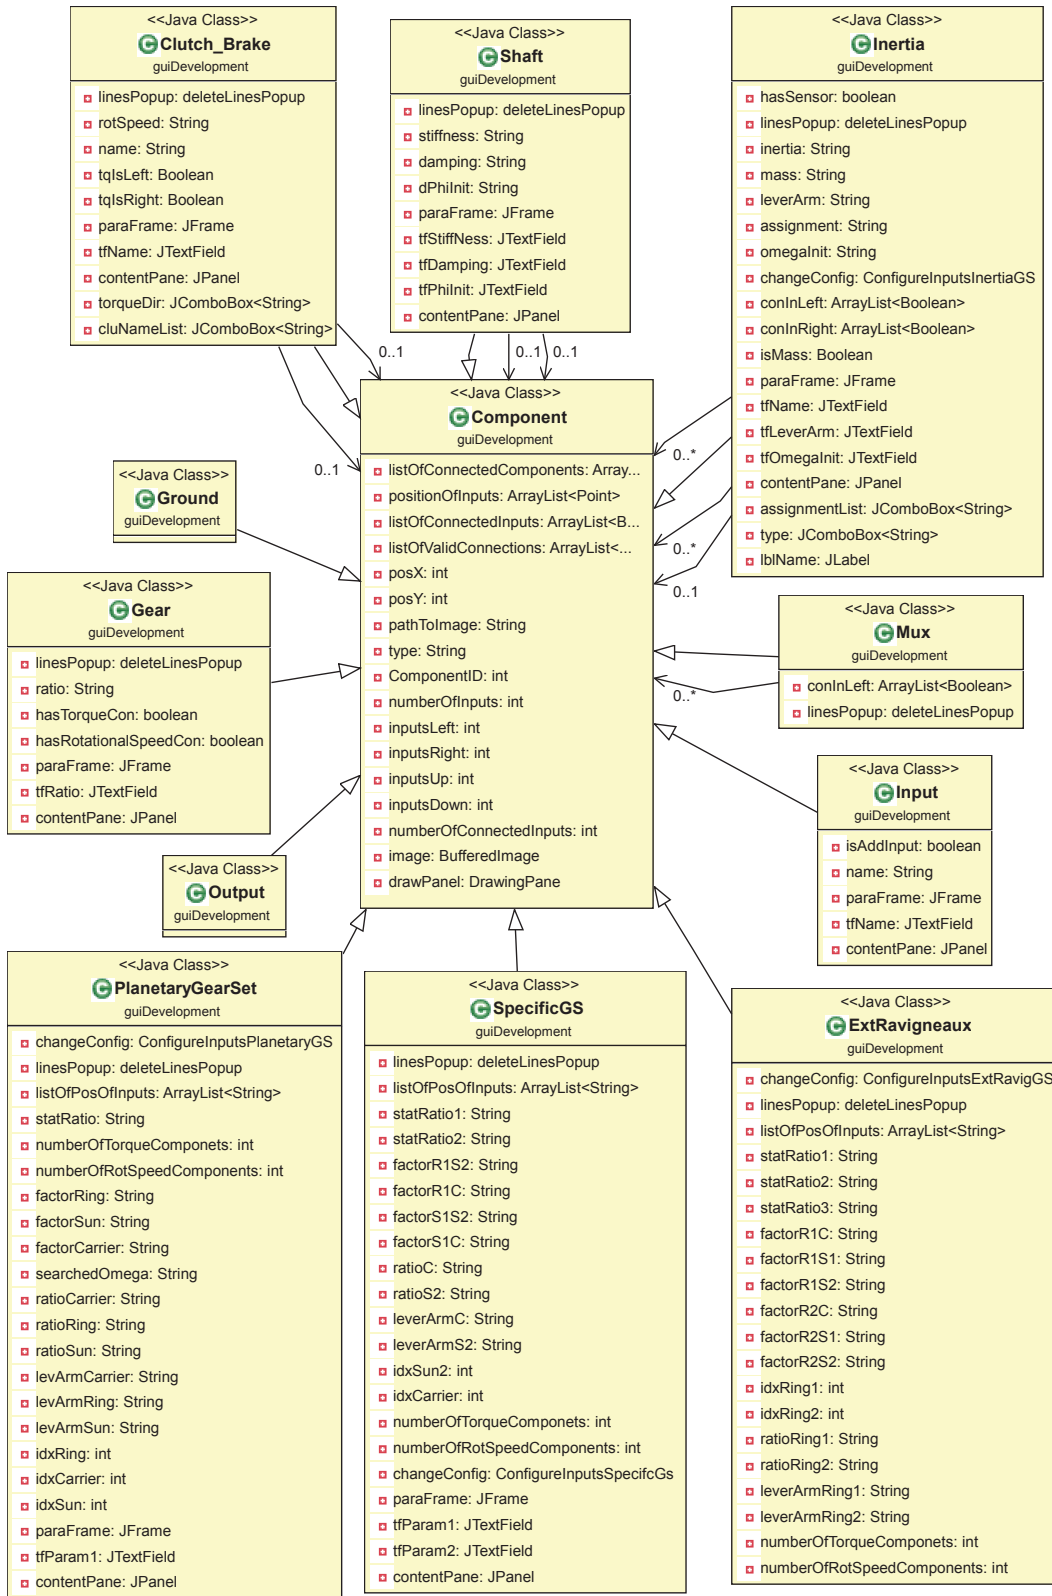 <<Java Class>>
Clutch_Brake
guiDevelopment
linesPopup: deleteLinesPopup
rotSpeed: String
name: String
tqIsLeft: Boolean
tqIsRight: Boolean
paraFrame: JFrame
tfName: JTextField
contentPane: JPanel
torqueDir: JComboBox<String>
cluNameList: JComboBox<String>
<<Java Class>>
Shaft
guiDevelopment
linesPopup: deleteLinesPopup
stiffness: String
damping: String
dPhiInit: String
paraFrame: JFrame
tfStiffNess: JTextField
tfDamping: JTextField
tfPhiInit: JTextField
contentPane: JPanel
<<Java Class>>
Inertia
guiDevelopment
hasSensor: boolean
linesPopup: deleteLinesPopup
inertia: String
mass: String
leverArm: String
assignment: String
omegaInit: String
changeConfig: ConfigureInputsInertiaGS
conInLeft: ArrayList<Boolean>
conInRight: ArrayList<Boolean>
isMass: Boolean
paraFrame: JFrame
tfName: JTextField
tfLeverArm: JTextField
tfOmegaInit: JTextField
contentPane: JPanel
assignmentList: JComboBox<String>
type: JComboBox<String>
lblName: JLabel
0..1
0..1
0..1
0..1
0..*
0..*
0..1
0..*
<<Java Class>>
Component
guiDevelopment
listOfConnectedComponents: Array...
positionOfInputs: ArrayList<Point>
listOfConnectedInputs: ArrayList<B...
listOfValidConnections: ArrayList<...
posX: int
posY: int
pathToImage: String
type: String
ComponentID: int
numberOfInputs: int
inputsLeft: int
inputsRight: int
inputsUp: int
inputsDown: int
numberOfConnectedInputs: int
image: BufferedImage
drawPanel: DrawingPane
<<Java Class>>
Ground
guiDevelopment
<<Java Class>>
Gear
guiDevelopment
linesPopup: deleteLinesPopup
ratio: String
hasTorqueCon: boolean
hasRotationalSpeedCon: boolean
paraFrame: JFrame
tfRatio: JTextField
contentPane: JPanel
<<Java Class>>
Mux
guiDevelopment
conInLeft: ArrayList<Boolean>
linesPopup: deleteLinesPopup
<<Java Class>>
Input
guiDevelopment
isAddInput: boolean
name: String
paraFrame: JFrame
tfName: JTextField
contentPane: JPanel
<<Java Class>>
Output
guiDevelopment
<<Java Class>>
PlanetaryGearSet
guiDevelopment
changeConfig: ConfigureInputsPlanetaryGS
linesPopup: deleteLinesPopup
listOfPosOfInputs: ArrayList<String>
statRatio: String
numberOfTorqueComponets: int
numberOfRotSpeedComponents: int
factorRing: String
factorSun: String
factorCarrier: String
searchedOmega: String
ratioCarrier: String
ratioRing: String
ratioSun: String
levArmCarrier: String
levArmRing: String
levArmSun: String
idxRing: int
idxCarrier: int
idxSun: int
paraFrame: JFrame
tfParam1: JTextField
contentPane: JPanel
<<Java Class>>
SpecificGS
guiDevelopment
linesPopup: deleteLinesPopup
listOfPosOfInputs: ArrayList<String>
statRatio1: String
statRatio2: String
factorR1S2: String
factorR1C: String
factorS1S2: String
factorS1C: String
ratioC: String
ratioS2: String
leverArmC: String
leverArmS2: String
idxSun2: int
idxCarrier: int
numberOfTorqueComponets: int
numberOfRotSpeedComponents: int
changeConfig: ConfigureInputsSpecifcGs
paraFrame: JFrame
tfParam1: JTextField
tfParam2: JTextField
contentPane: JPanel
<<Java Class>>
ExtRavigneaux
guiDevelopment
changeConfig: ConfigureInputsExtRavigGS
linesPopup: deleteLinesPopup
listOfPosOfInputs: ArrayList<String>
statRatio1: String
statRatio2: String
statRatio3: String
factorR1C: String
factorR1S1: String
factorR1S2: String
factorR2C: String
factorR2S1: String
factorR2S2: String
idxRing1: int
idxRing2: int
ratioRing1: String
ratioRing2: String
leverArmRing1: String
leverArmRing2: String
numberOfTorqueComponets: int
numberOfRotSpeedComponents: int